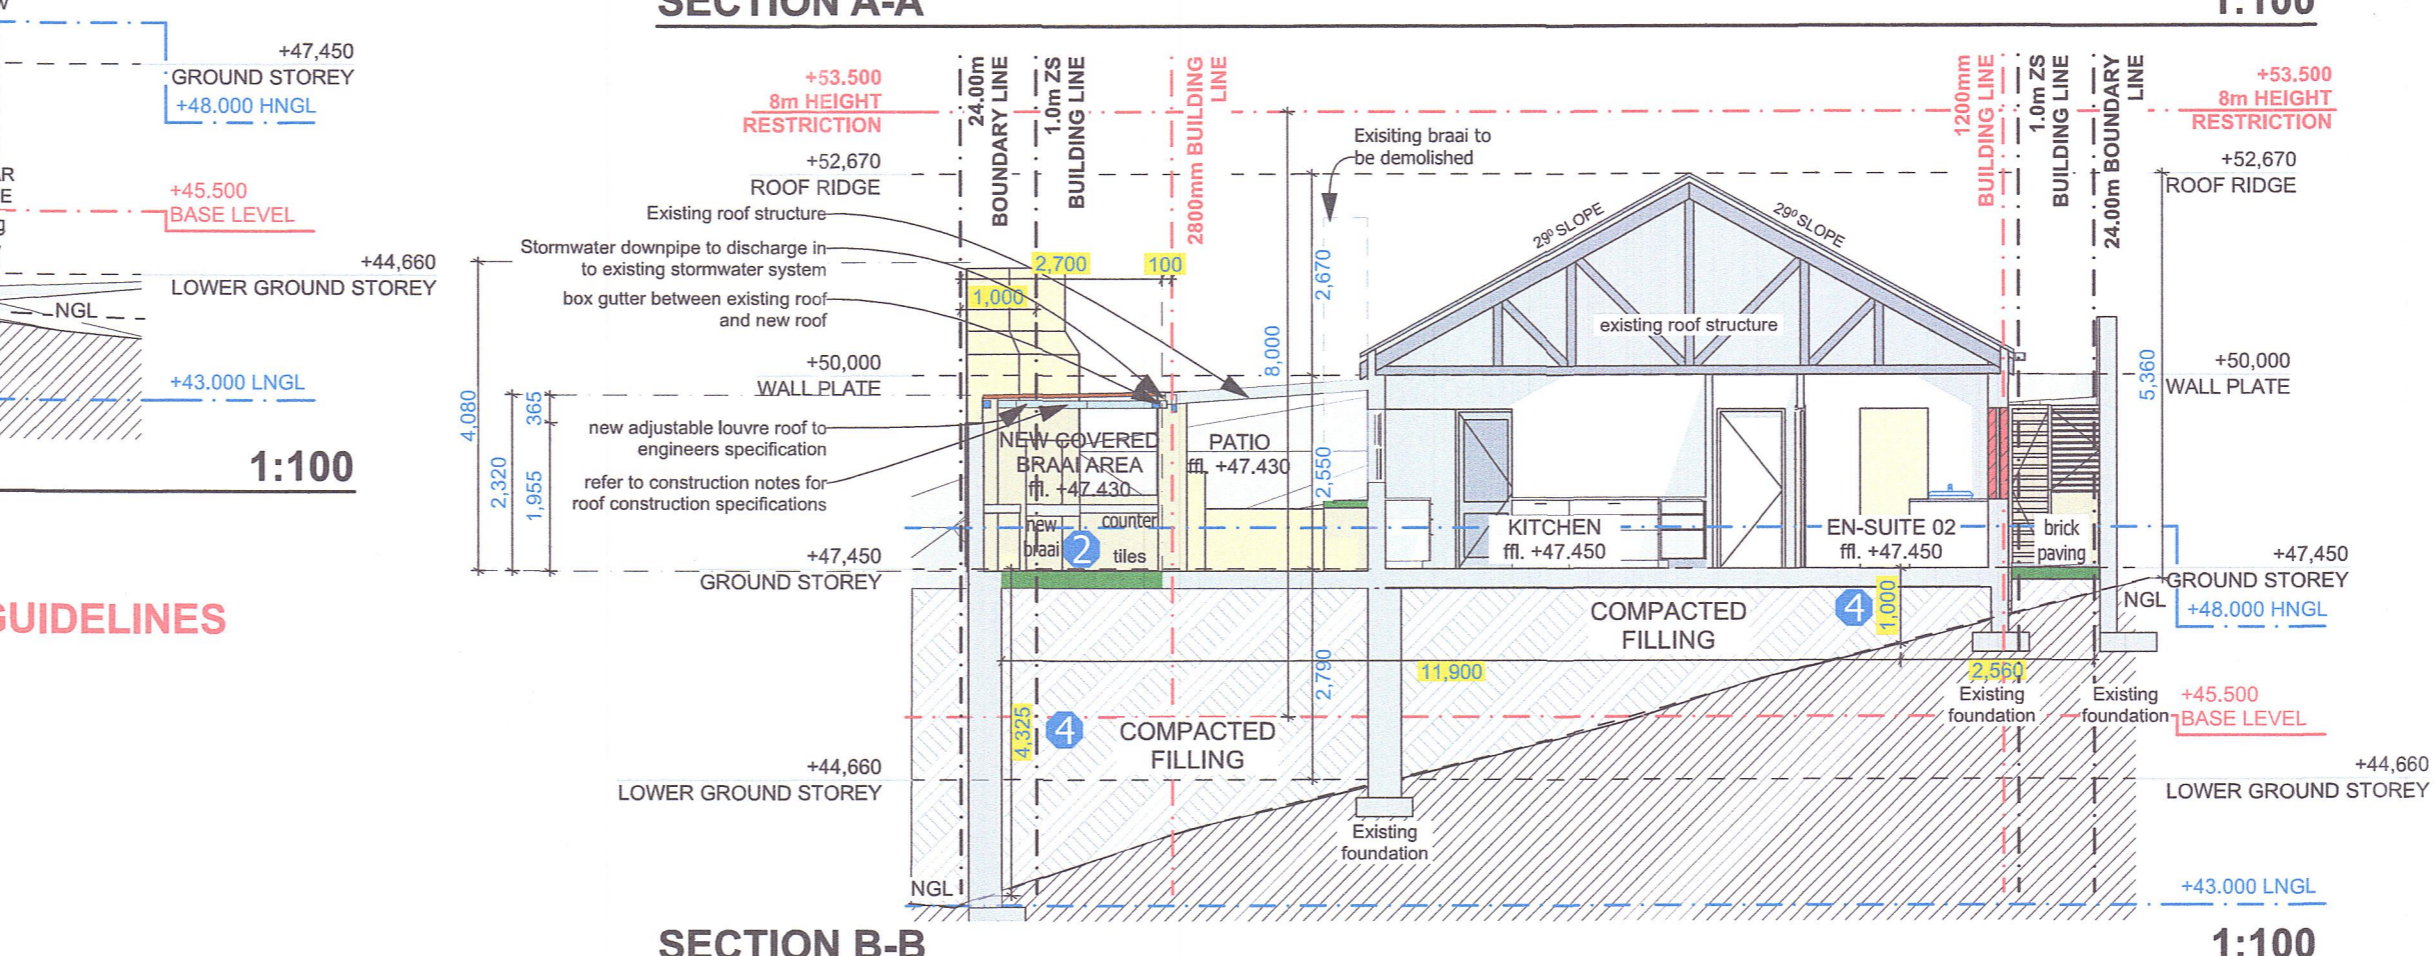 SECTION A-A
1:100
+47,450
GROUND STOREY
+48.000 HNGL
+45.500
BASE LEVEL
+44,660
LOWER GROUND STOREY
NGL
+43.000 LNGL
1:100
GUIDELINES
+53.500
8m HEIGHT
RESTRICTION
24.00m
BOUNDARY LINE
1.0m ZS
BUILDING LINE
2800mm BUILDING
LINE
+52,670
ROOF RIDGE
Existing roof structure
Stormwater downpipe to discharge in
to existing stormwater system
box gutter between existing roof
and new roof
+50,000
WALL PLATE
new adjustable louvre roof to
engineers specification
refer to construction notes for
roof construction specifications
+47,450
GROUND STOREY
+44,660
LOWER GROUND STOREY
NGL
4,080
2,320
365
1,955
2,700
100
1,000
Exisiting braai to
be demolished
2,670
8,000
2,550
2,790
29⁰ SLOPE
29⁰ SLOPE
existing roof structure
NEW COVERED
BRAAI AREA
ffl. +47.430
PATIO
ffl. +47.430
new
braai
2
counter
tiles
KITCHEN
ffl. +47.450
EN-SUITE 02
ffl. +47.450
brick
paving
COMPACTED
FILLING
4
1,000
11,900
2,560
4,325
4
COMPACTED
FILLING
Existing
foundation
Existing
foundation
Existing
foundation
1200mm
BUILDING LINE
1.0m ZS
BUILDING LINE
24.00m BOUNDARY
LINE
+53.500
8m HEIGHT
RESTRICTION
+52,670
ROOF RIDGE
+50,000
WALL PLATE
5,360
+47,450
GROUND STOREY
NGL
+48.000 HNGL
+45.500
BASE LEVEL
+44,660
LOWER GROUND STOREY
+43.000 LNGL
SECTION B-B
1:100